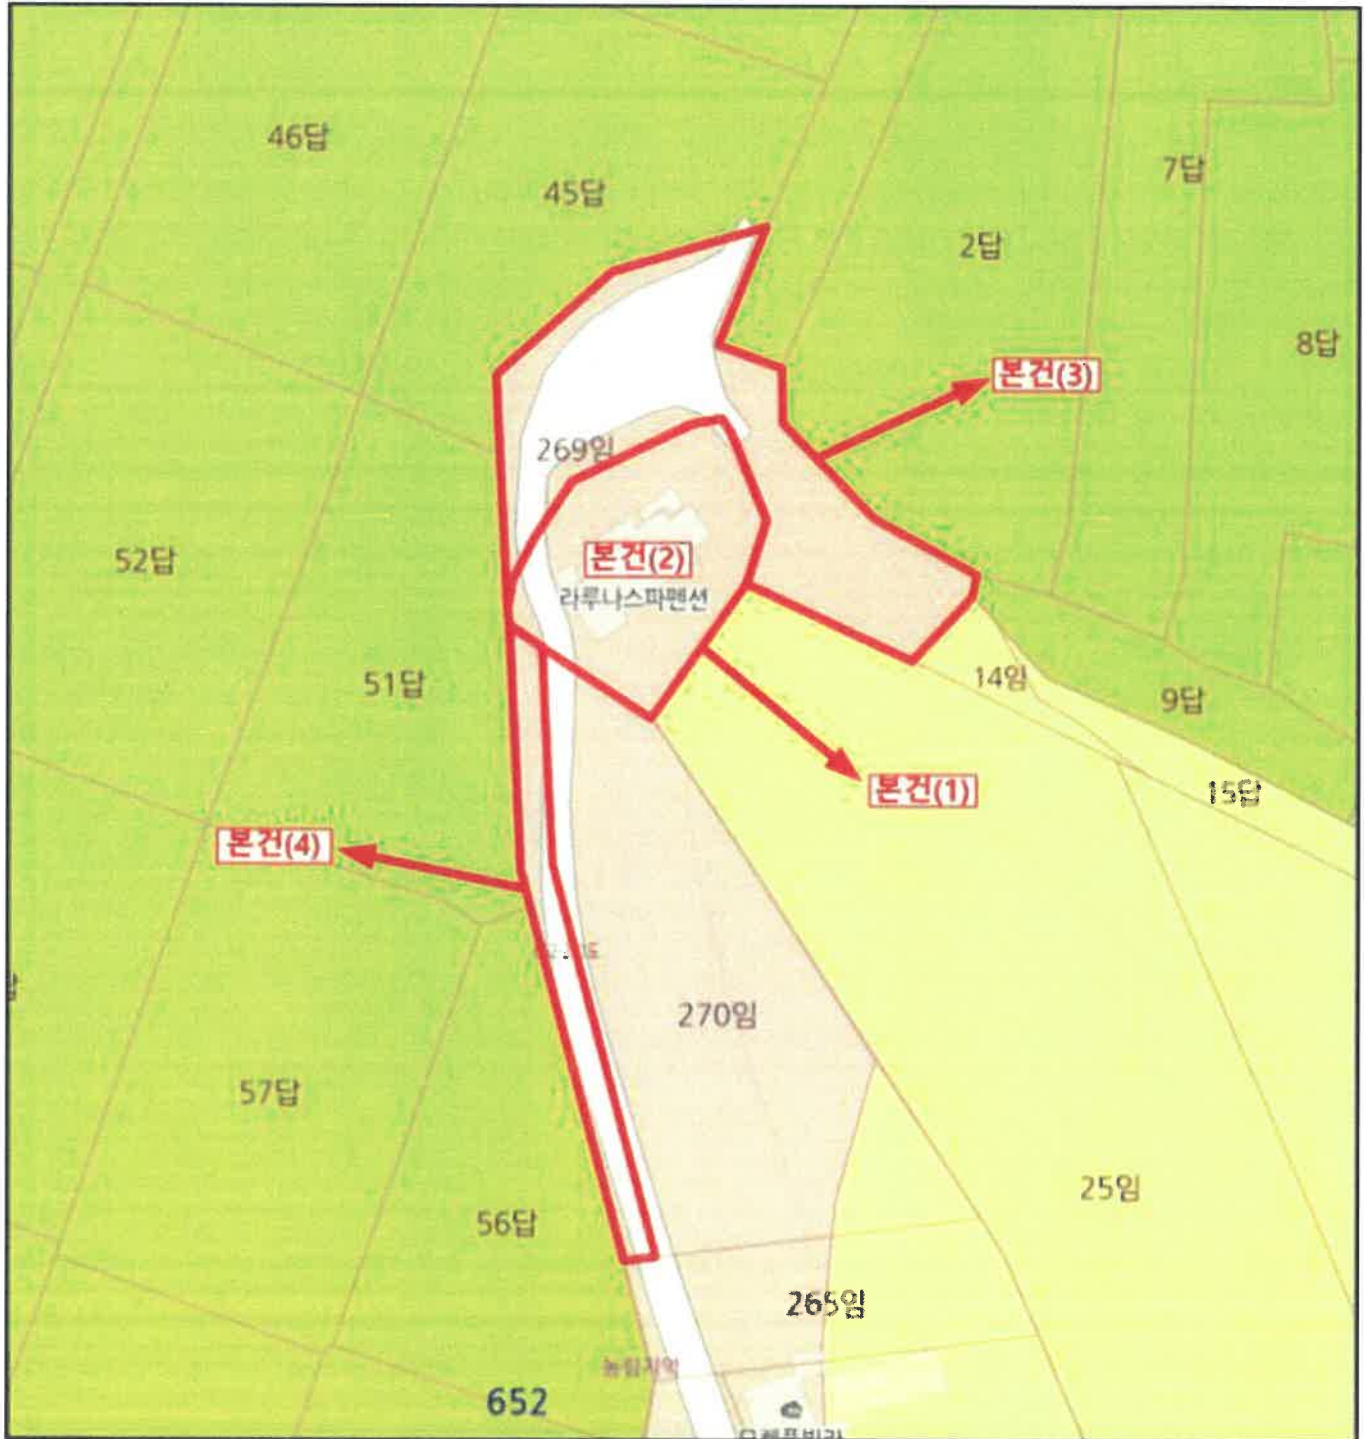 46답
45답
7답
2답
8답
본건(3)
269임
52답
본건(2)
라루나스파펜션
51답
14임
9답
본건(1)
15답
본건(4)
270임
57답
25임
56답
265임
농림지역
652